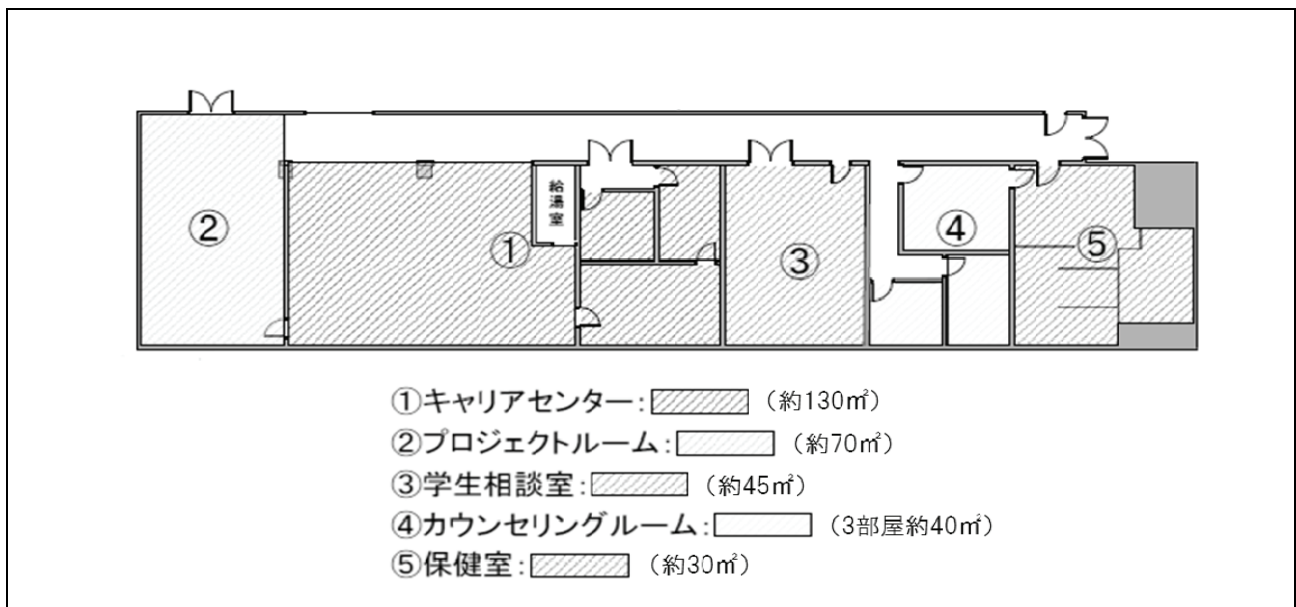 給湯室
②
①
③
④
⑤
①キャリアセンター: (約130㎡)
②プロジェクトルーム: (約70㎡)
③学生相談室: (約45㎡)
④カウンセリングルーム: (3部屋約40㎡)
⑤保健室: (約30㎡)